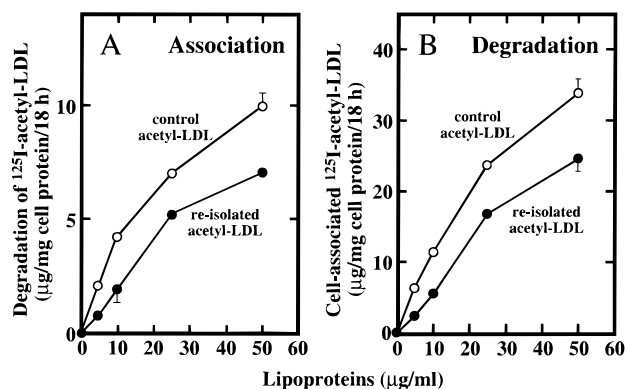 A Association
Degradation of ¹²⁵I-acetyl-LDL
(μg/mg cell protein/18 h)
10
5
0
control
acetyl-LDL
re-isolated
acetyl-LDL
0 10 20 30 40 50 60
B Degradation
Cell-associated ¹²⁵I-acetyl-LDL
(μg/mg cell protein/18 h)
40
30
20
10
0
control
acetyl-LDL
re-isolated
acetyl-LDL
0 10 20 30 40 50 60
Lipoproteins (μg/ml)